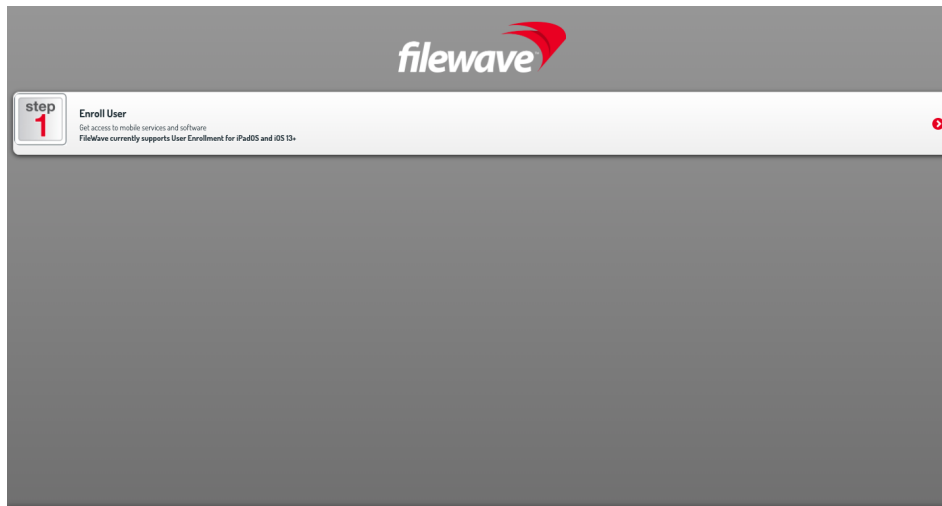 filewave
step
1
Enroll User
Get access to mobile services and software
FileWave currently supports User Enrollment for iPadOS and iOS 13+